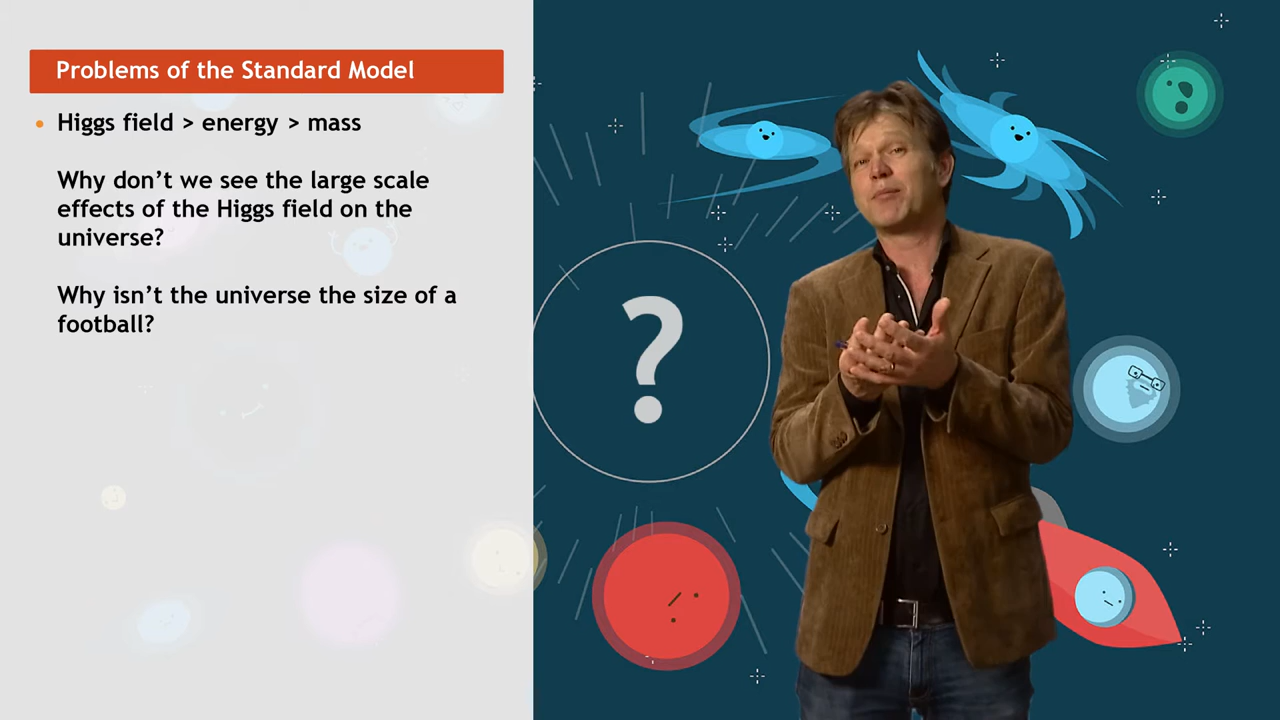 Problems of the Standard Model
• Higgs field > energy > mass
Why don't we see the large scale
effects of the Higgs field on the
universe?
Why isn't the universe the size of a
football?
?